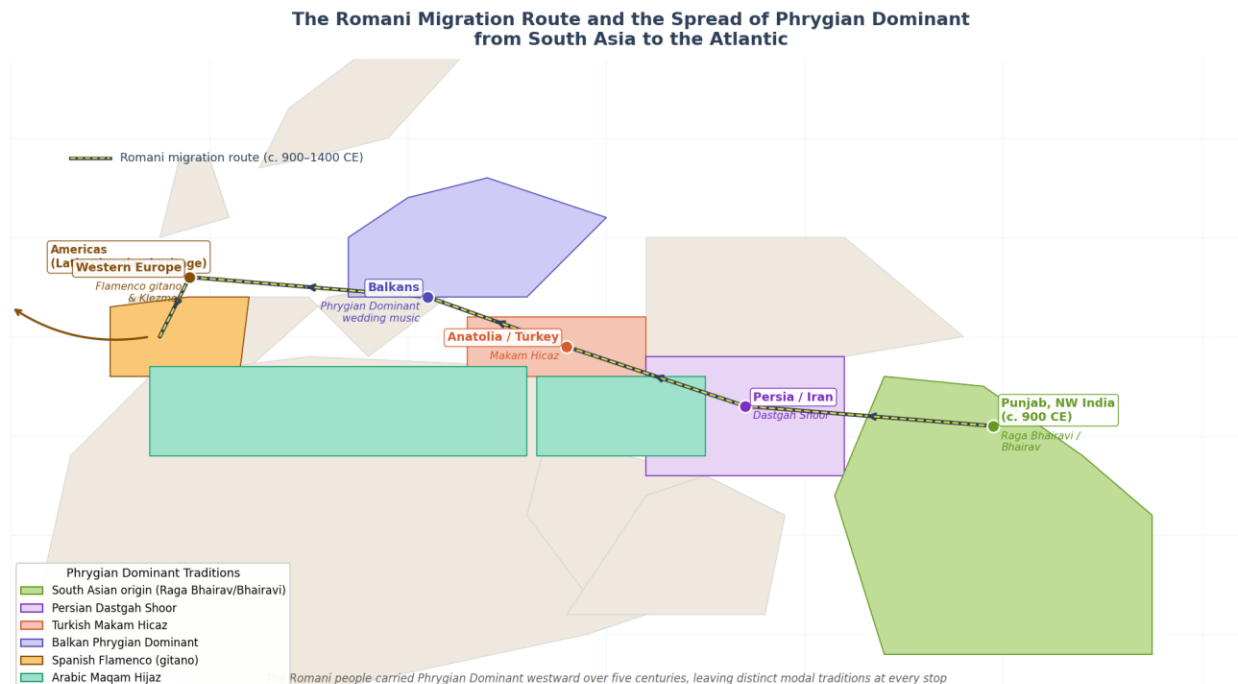 The Romani Migration Route and the Spread of Phrygian Dominant
from South Asia to the Atlantic
Romani migration route (c. 900–1400 CE)
Americas
Western Europe
Flamenco gitano
& Klezmer
Balkans
Phrygian Dominant
wedding music
Anatolia / Turkey
Makam Hicaz
Persia / Iran
Dastgah Shoor
Punjab, NW India
(c. 900 CE)
Raga Bhairavi /
Bhairav
Phrygian Dominant Traditions
South Asian origin (Raga Bhairav/Bhairavi)
Persian Dastgah Shoor
Turkish Makam Hicaz
Balkan Phrygian Dominant
Spanish Flamenco (gitano)
Arabic Maqam Hijaz
The Romani people carried Phrygian Dominant westward over five centuries, leaving distinct modal traditions at every stop